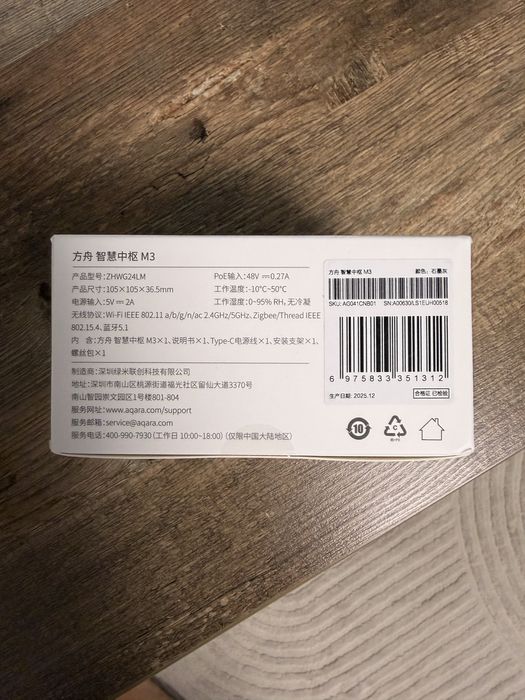 方舟 智慧中枢 M3
产品型号:ZHWG24LM
PoE输入:48V ⎓ 0.27A
产品尺寸:105×105×36.5mm
工作温度:-10℃~50℃
电源输入:5V ⎓ 2A
工作湿度:0~95% RH, 无冷凝
无线协议:Wi-Fi IEEE 802.11 a/b/g/n/ac 2.4GHz/5GHz、Zigbee/Thread IEEE
802.15.4、蓝牙5.1
内 含:方舟 智慧中枢 M3×1、说明书×1、Type-C电源线×1、安装支架×1、
螺丝包×1
制造商:深圳绿米联创科技有限公司
地址:深圳市南山区桃源街道福光社区留仙大道3370号
南山智园崇文园区1号楼801-804
服务网址:www.aqara.com/support
服务邮箱:service@aqara.com
服务电话:400-990-7930 (工作日 10:00~18:00) (仅限中国大陆地区)
方舟 智慧中枢 M3
颜色: 石墨灰
SKU: AG041CNB01
SN:A00630/LS1EUH00518
6 975833 351312
生产日期: 2025.12
合格证 已检验
10
C